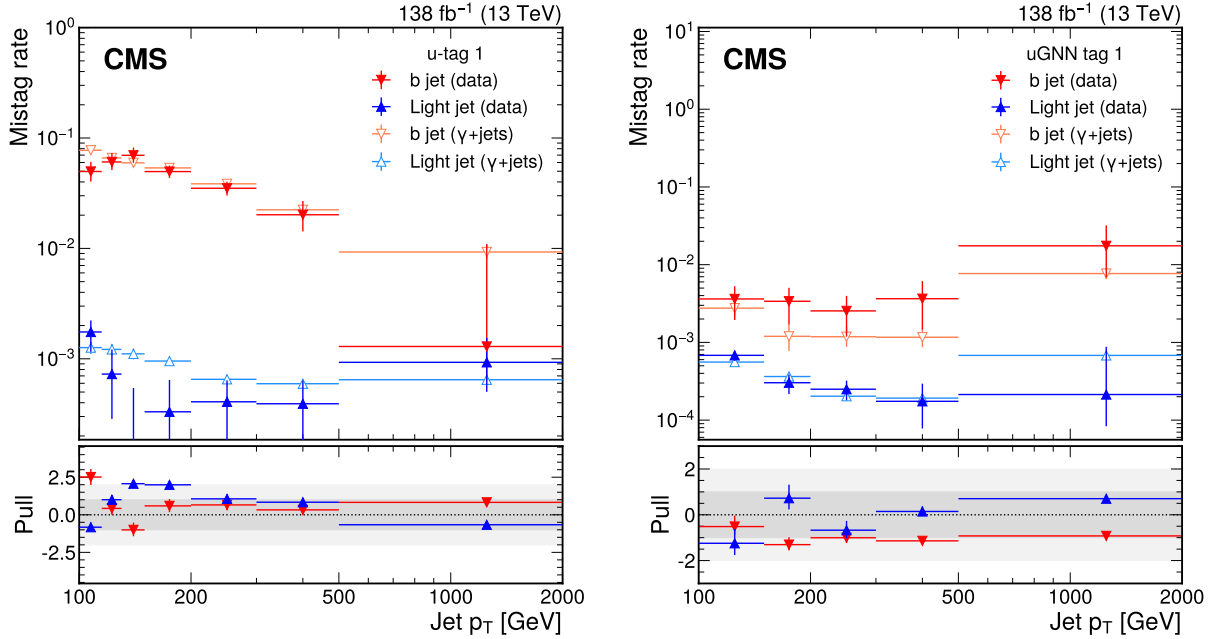 138 fb⁻¹ (13 TeV)
CMS
u-tag 1
b jet (data)
Light jet (data)
b jet (γ+jets)
Light jet (γ+jets)
Mistag rate
10⁰
10⁻¹
10⁻²
10⁻³
Pull
2.5
0.0
−2.5
100
200
500
1000
2000
Jet p_T [GeV]
138 fb⁻¹ (13 TeV)
CMS
uGNN tag 1
b jet (data)
Light jet (data)
b jet (γ+jets)
Light jet (γ+jets)
Mistag rate
10¹
10⁰
10⁻¹
10⁻²
10⁻³
10⁻⁴
Pull
2
0
−2
100
200
500
1000
2000
Jet p_T [GeV]